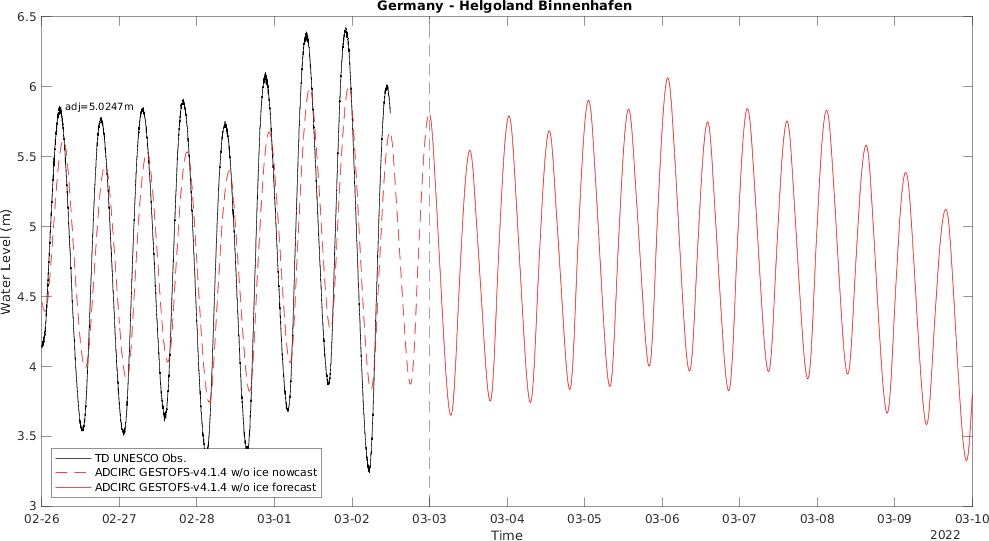 Germany - Helgoland Binnenhafen
6.5
6
5.5
5
4.5
4
3.5
3
Water Level (m)
adj=5.0247m
TD UNESCO Obs.
ADCIRC GESTOFS-v4.1.4 w/o ice nowcast
ADCIRC GESTOFS-v4.1.4 w/o ice forecast
02-26 02-27 02-28 03-01 03-02 03-03 03-04 03-05 03-06 03-07 03-08 03-09 03-10
Time
2022